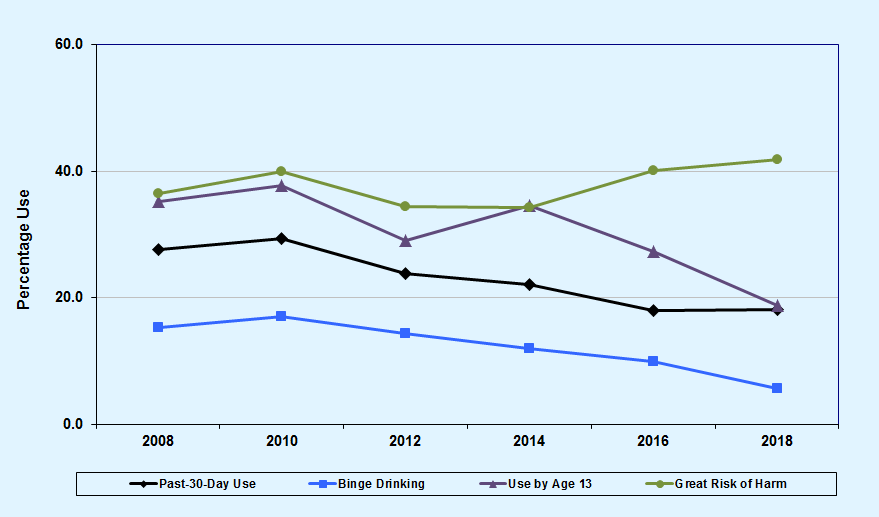 60.0
40.0
20.0
0.0
Percentage Use
2008 2010 2012 2014 2016 2018
Past-30-Day Use Binge Drinking Use by Age 13 Great Risk of Harm